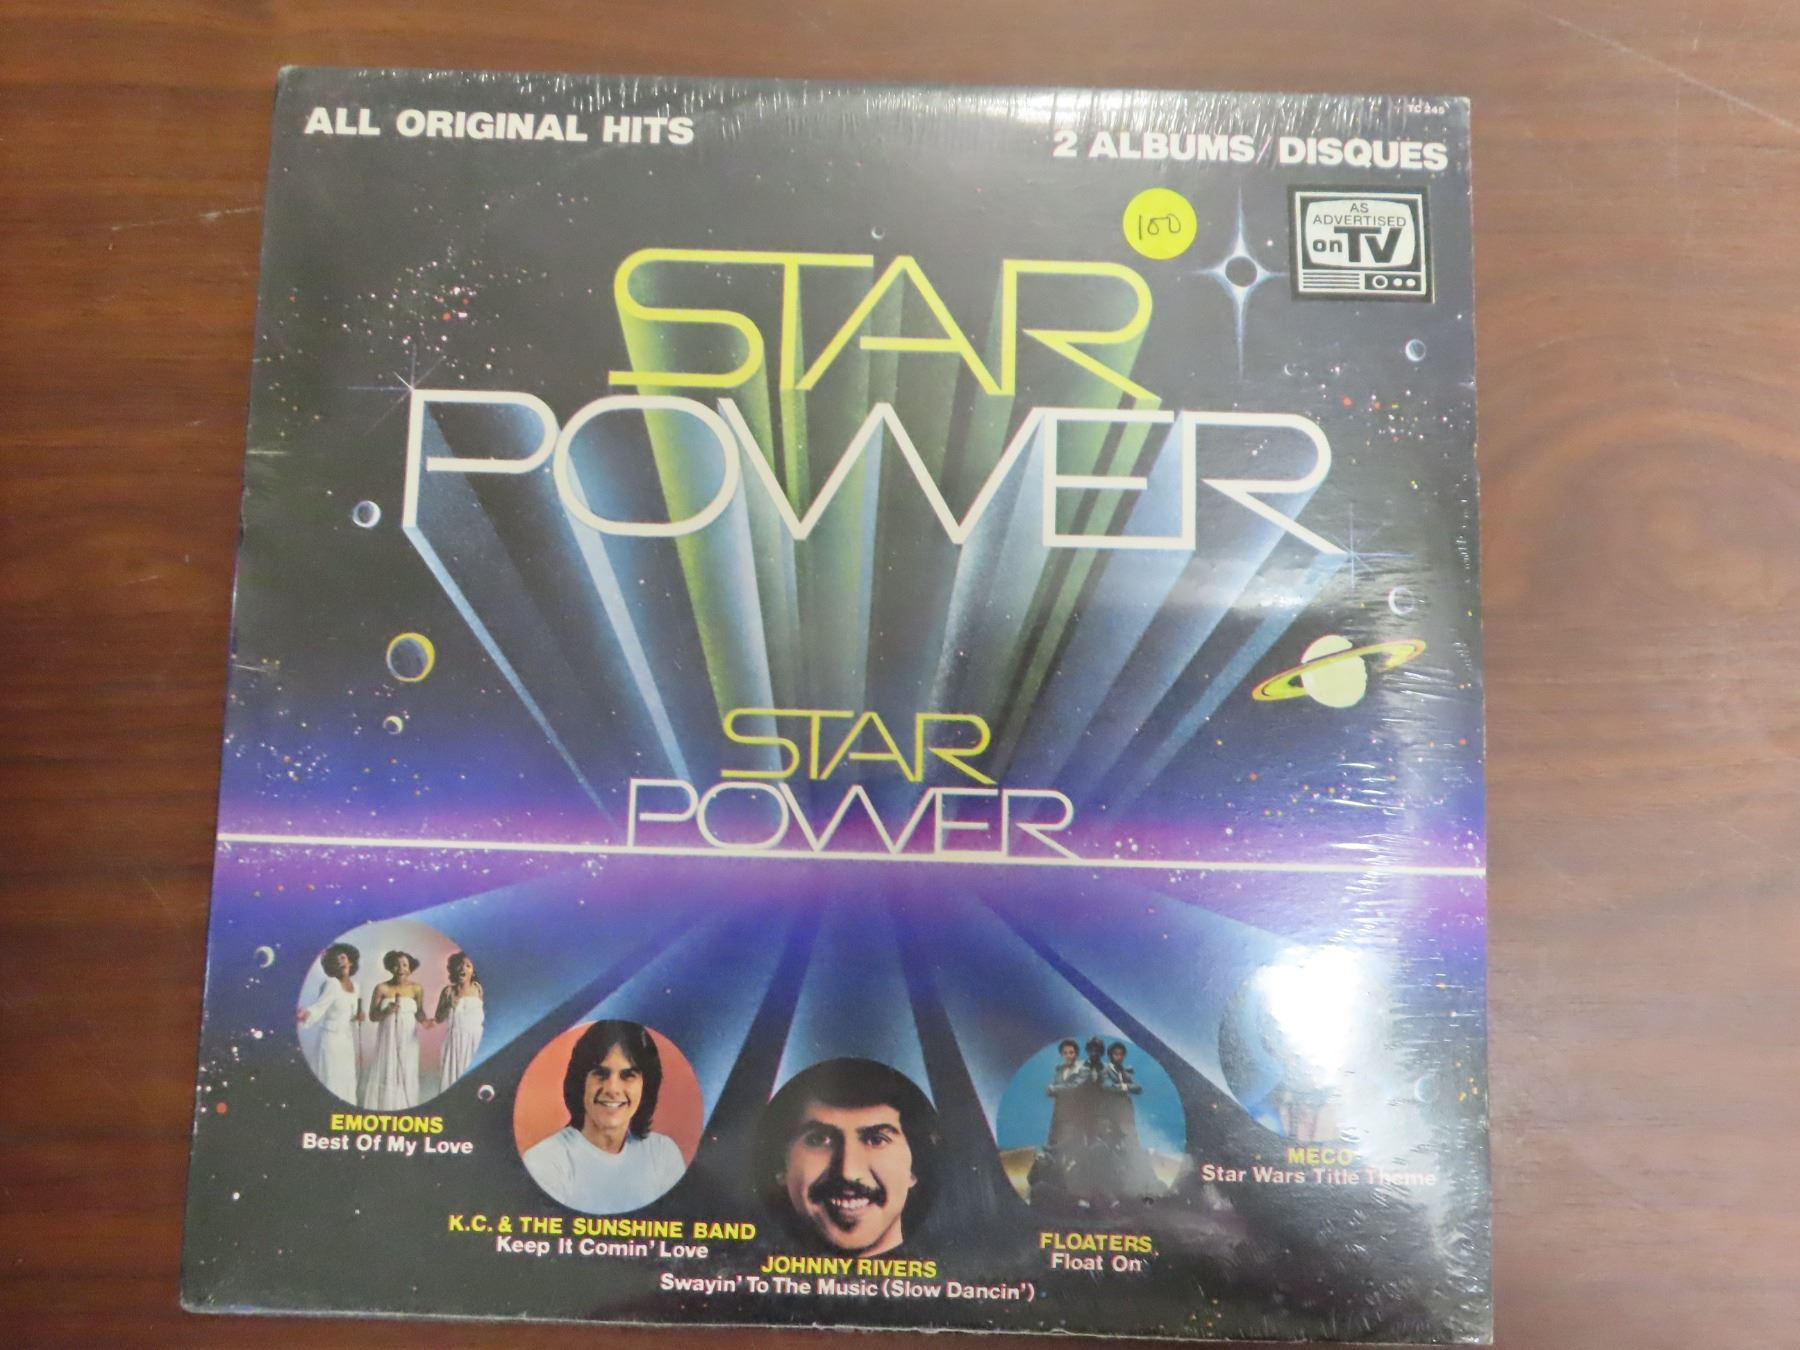 TC 245
ALL ORIGINAL HITS
2 ALBUMS/DISQUES
100
AS
ADVERTISED
on TV
STAR
POWER
STAR
POWER
EMOTIONS
Best Of My Love
K.C. & THE SUNSHINE BAND
Keep It Comin' Love
JOHNNY RIVERS
Swayin' To The Music (Slow Dancin')
FLOATERS
Float On
MECO
Star Wars Title Theme